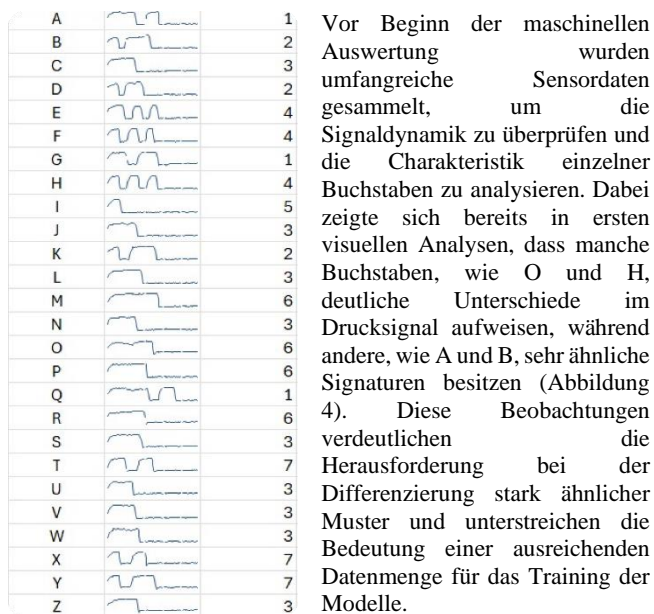 A 1
B 2
C 3
D 2
E 4
F 4
G 1
H 4
I 5
J 3
K 2
L 3
M 6
N 3
O 6
P 6
Q 1
R 6
S 3
T 7
U 3
V 3
W 3
X 7
Y 7
Z 3
Vor Beginn der maschinellen
Auswertung wurden
umfangreiche Sensordaten
gesammelt, um die
Signaldynamik zu überprüfen und
die Charakteristik einzelner
Buchstaben zu analysieren. Dabei
zeigte sich bereits in ersten
visuellen Analysen, dass manche
Buchstaben, wie O und H,
deutliche Unterschiede im
Drucksignal aufweisen, während
andere, wie A und B, sehr ähnliche
Signaturen besitzen (Abbildung
4). Diese Beobachtungen
verdeutlichen die
Herausforderung bei der
Differenzierung stark ähnlicher
Muster und unterstreichen die
Bedeutung einer ausreichenden
Datenmenge für das Training der
Modelle.